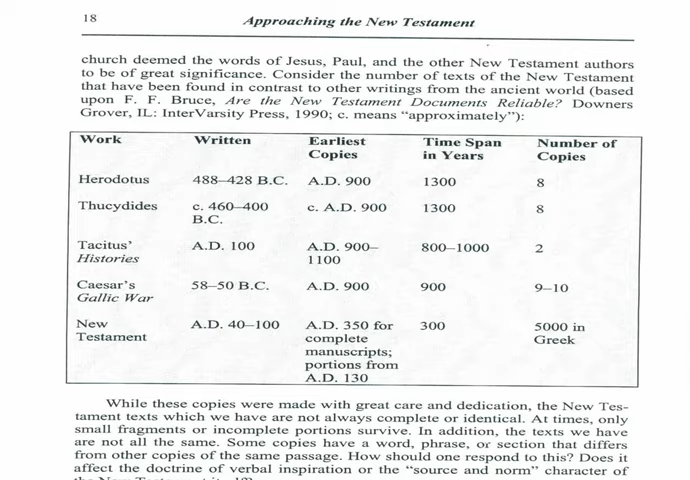 18
Approaching the New Testament
church deemed the words of Jesus, Paul, and the other New Testament authors
to be of great significance. Consider the number of texts of the New Testament
that have been found in contrast to other writings from the ancient world (based
upon F. F. Bruce, Are the New Testament Documents Reliable? Downers
Grover, IL: InterVarsity Press, 1990; c. means “approximately”):
Work Written Earliest Copies Time Span in Years Number of Copies
Herodotus 488–428 B.C. A.D. 900 1300 8
Thucydides c. 460–400 B.C. c. A.D. 900 1300 8
Tacitus’ Histories A.D. 100 A.D. 900–1100 800–1000 2
Caesar’s Gallic War 58–50 B.C. A.D. 900 900 9–10
New Testament A.D. 40–100 A.D. 350 for complete manuscripts; portions from A.D. 130 300 5000 in Greek
While these copies were made with great care and dedication, the New Tes-
tament texts which we have are not always complete or identical. At times, only
small fragments or incomplete portions survive. In addition, the texts we have
are not all the same. Some copies have a word, phrase, or section that differs
from other copies of the same passage. How should one respond to this? Does it
affect the doctrine of verbal inspiration or the “source and norm” character of